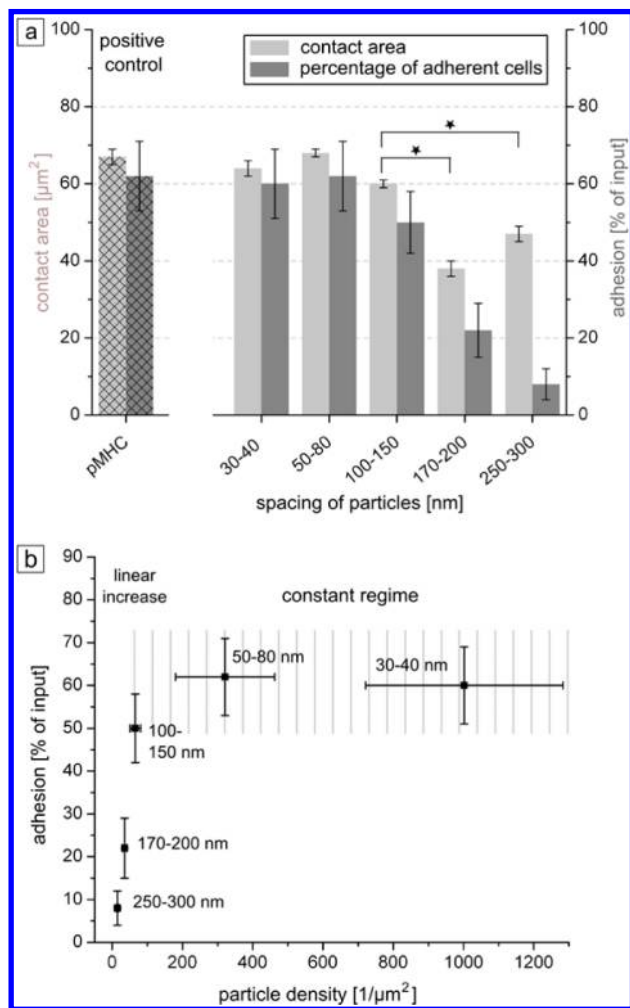 a
positive
control
contact area
percentage of adherent cells
100
80
60
40
20
0
contact area [µm²]
100
80
60
40
20
0
adhesion [% of input]
pMHC
30-40
50-80
100-150
170-200
250-300
spacing of particles [nm]
b
linear
increase
constant regime
90
80
70
60
50
40
30
20
10
0
adhesion [% of input]
50-80 nm
30-40 nm
100-
150 nm
170-200 nm
250-300 nm
0
200
400
600
800
1000
1200
particle density [1/µm²]